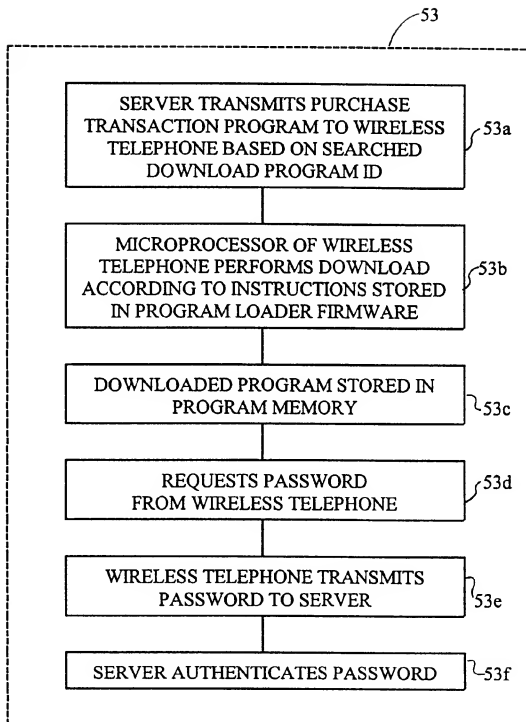 53
SERVER TRANSMITS PURCHASE
TRANSACTION PROGRAM TO WIRELESS
TELEPHONE BASED ON SEARCHED
DOWNLOAD PROGRAM ID
53a
MICROPROCESSOR OF WIRELESS
TELEPHONE PERFORMS DOWNLOAD
ACCORDING TO INSTRUCTIONS STORED
IN PROGRAM LOADER FIRMWARE
53b
DOWNLOADED PROGRAM STORED IN
PROGRAM MEMORY
53c
REQUESTS PASSWORD
FROM WIRELESS TELEPHONE
53d
WIRELESS TELEPHONE TRANSMITS
PASSWORD TO SERVER
53e
SERVER AUTHENTICATES PASSWORD
53f